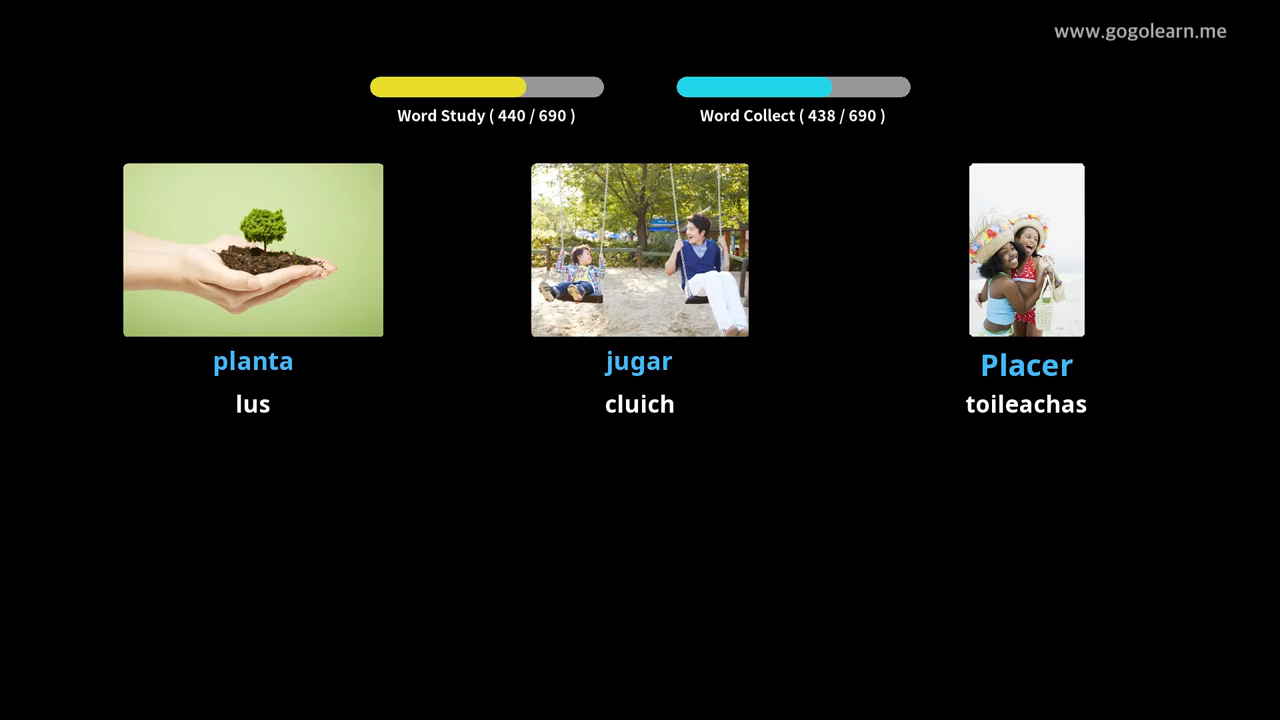 www.gogolearn.me
Word Study ( 440 / 690 )
Word Collect ( 438 / 690 )
planta
lus
jugar
cluich
Placer
toileachas